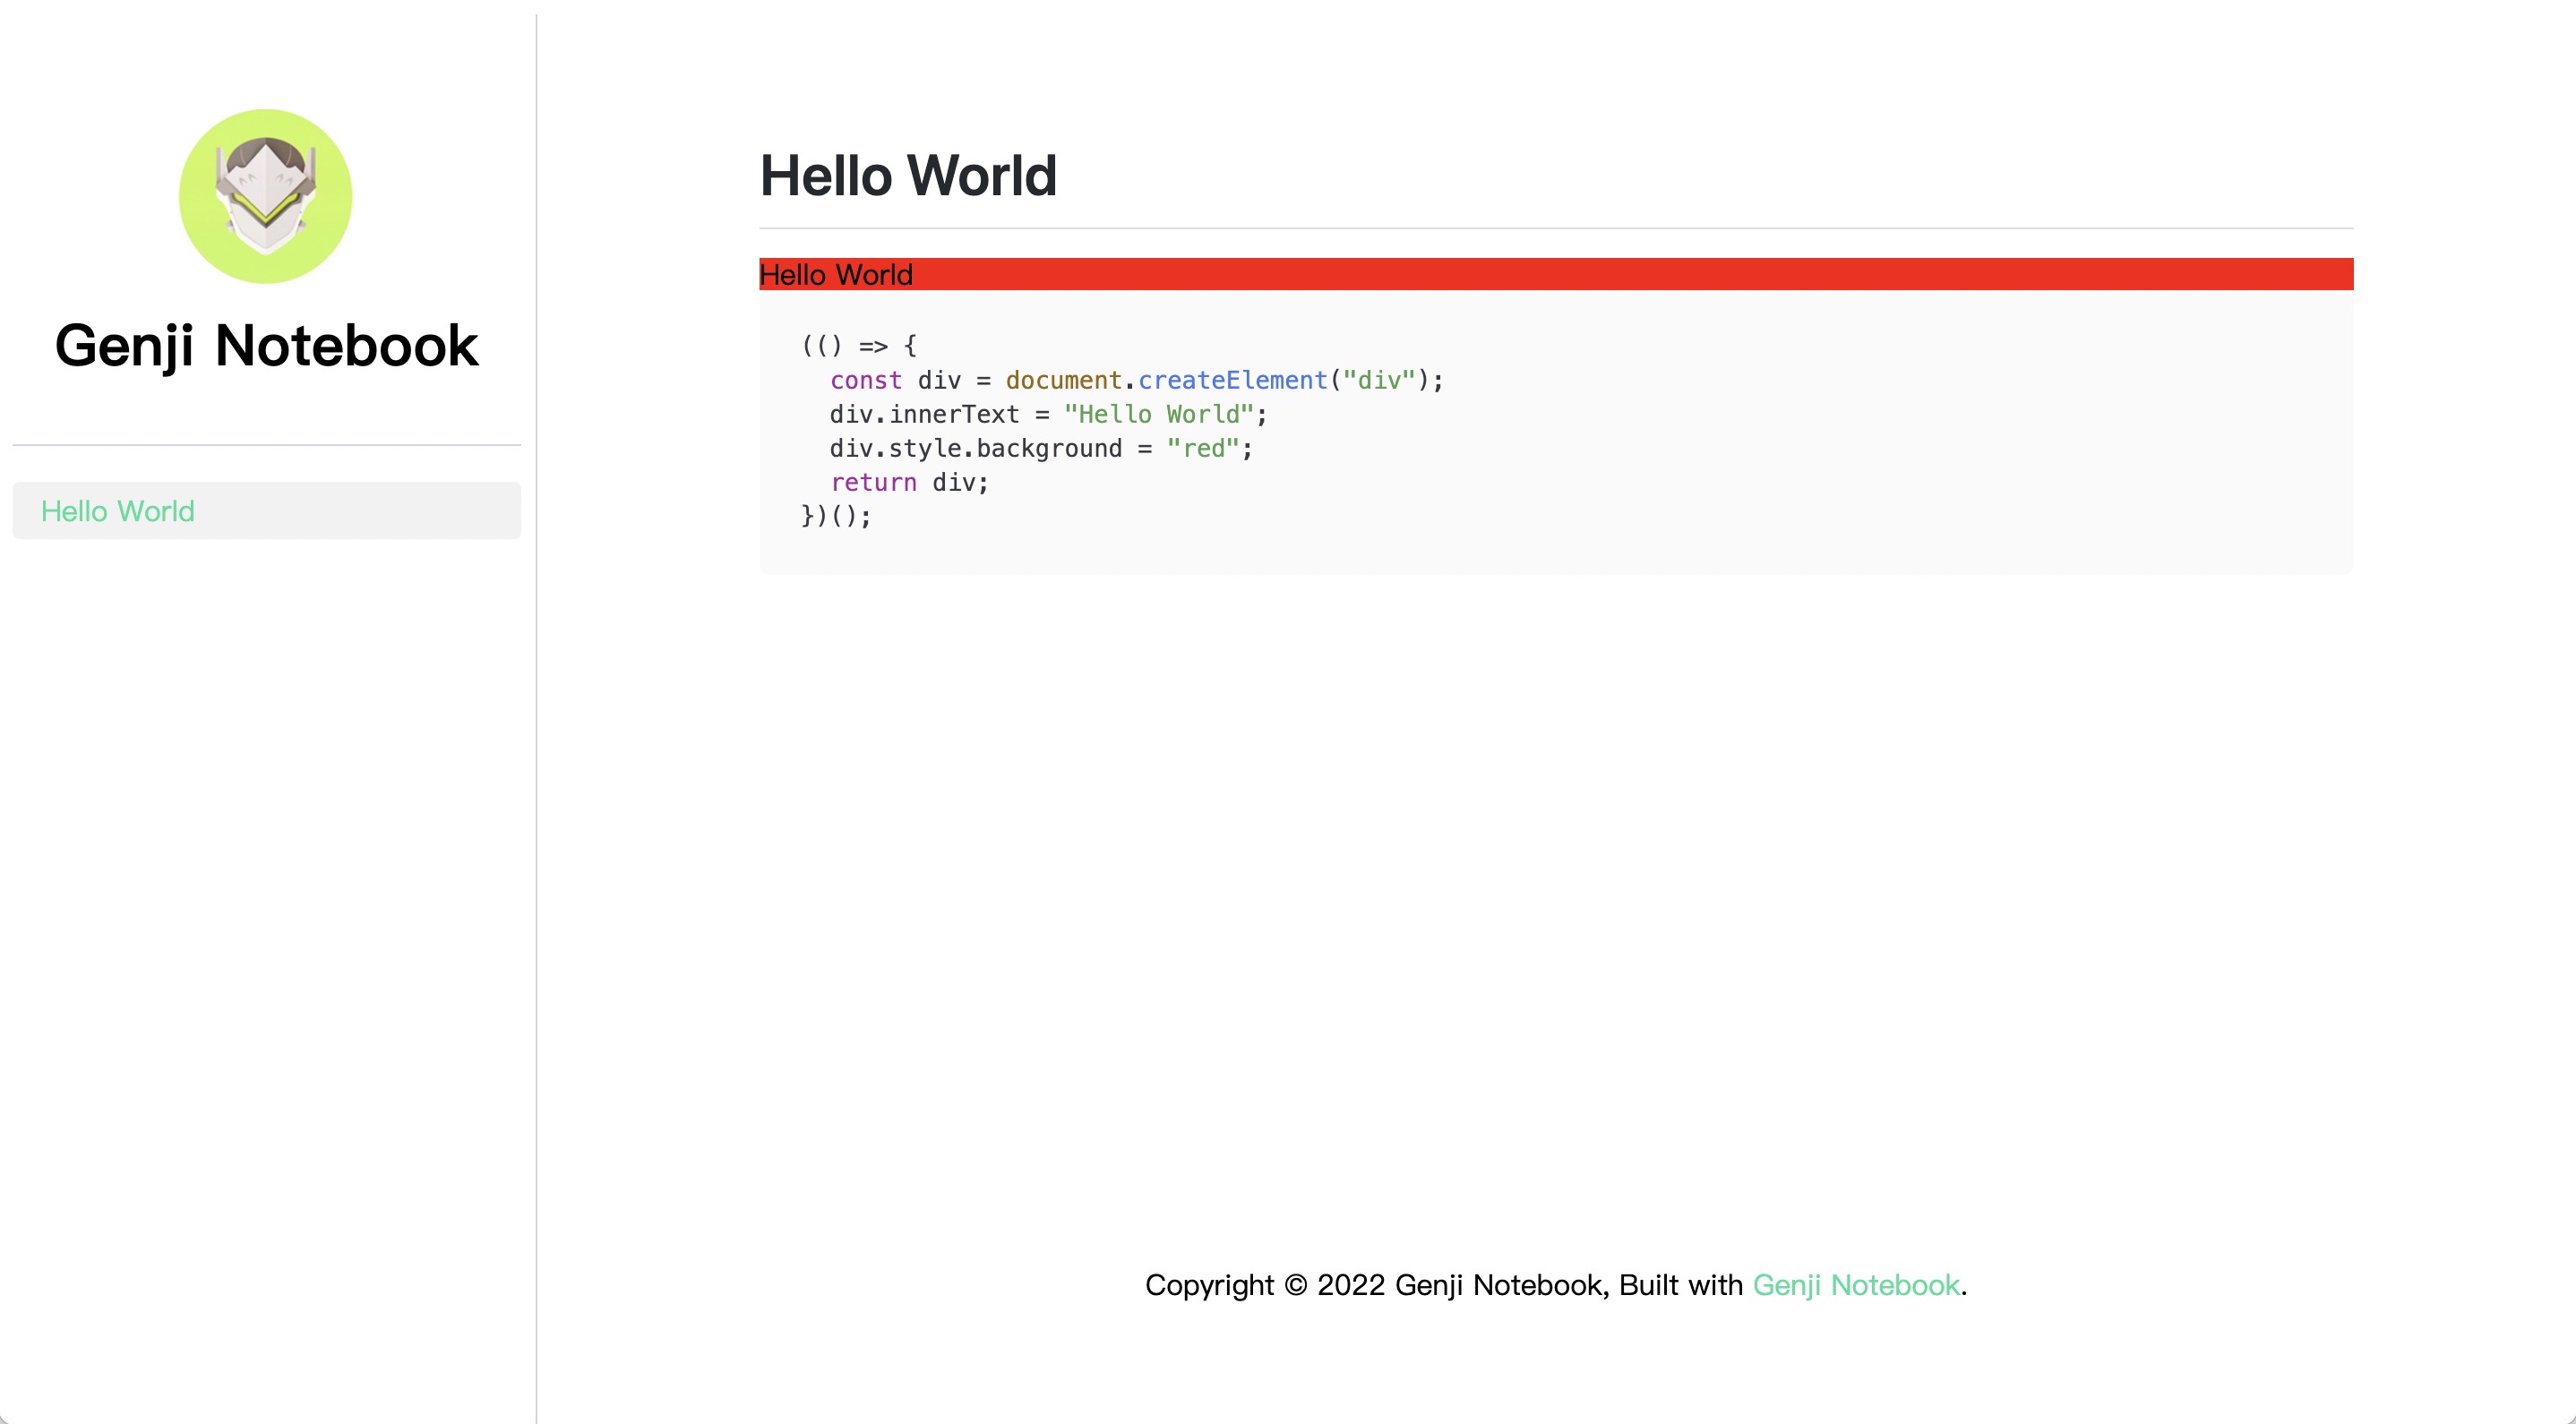 Genji Notebook
Hello World
Hello World
Hello World
(() => {
  const div = document.createElement("div");
  div.innerText = "Hello World";
  div.style.background = "red";
  return div;
})();
Copyright © 2022 Genji Notebook, Built with Genji Notebook.